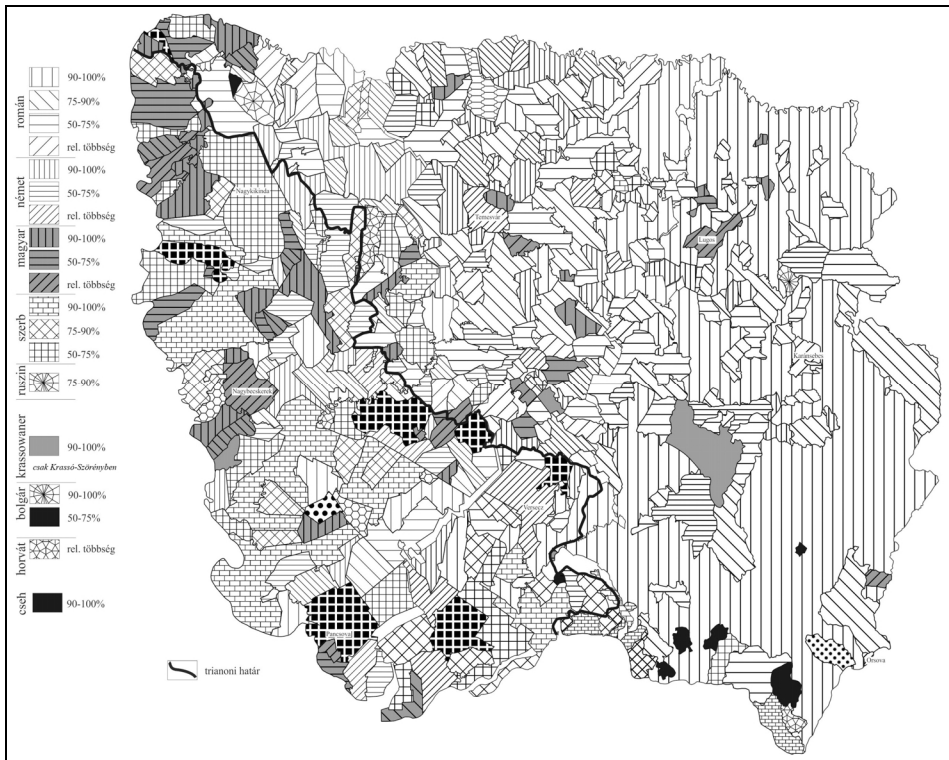 román
90-100%
75-90%
50-75%
rel. többség
német
90-100%
50-75%
rel. többség
magyar
90-100%
50-75%
rel. többség
szerb
90-100%
75-90%
50-75%
ruszin
75-90%
krassowaner
90-100%
csak Krassó-Szörényben
bolgár
90-100%
50-75%
horvát
rel. többség
cseh
90-100%
trianoni határ
Nagykikinda
Temesvár
Lugos
Karánsebes
Nagybecskerek
Versecz
Pancsova
Orsova